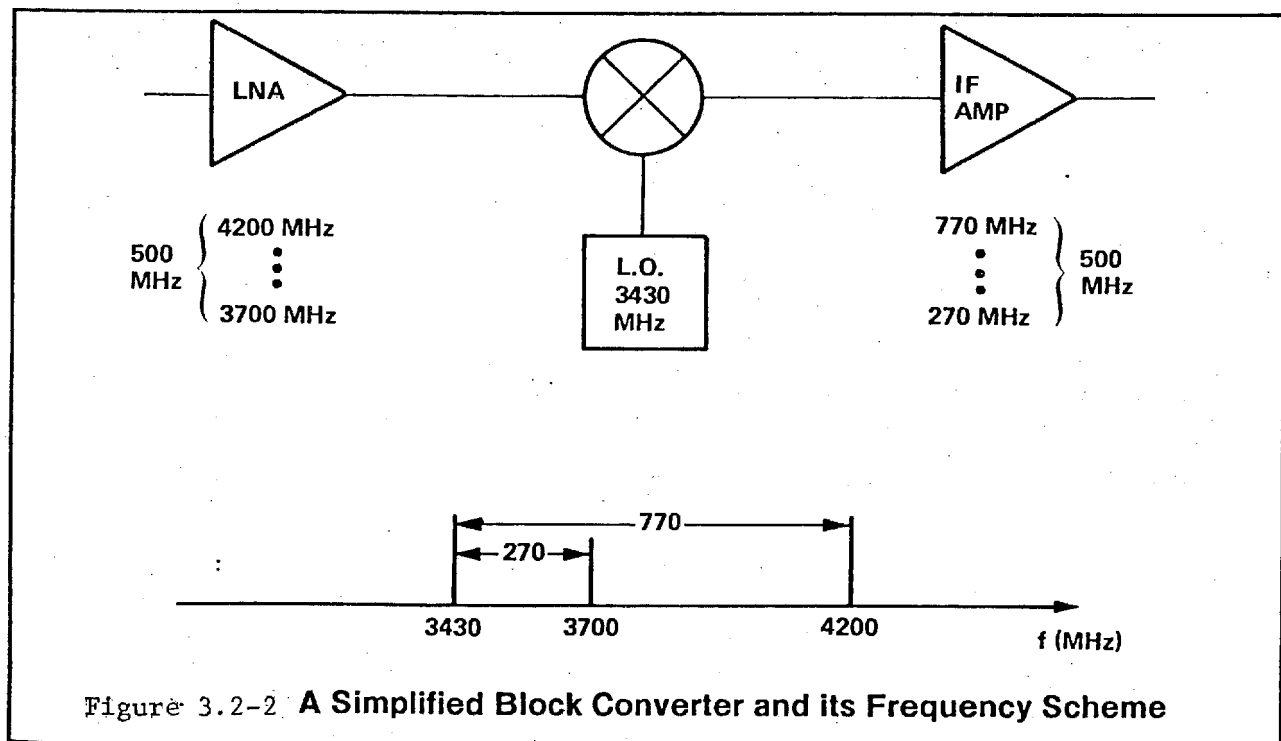 LNA
IF
AMP
4200 MHz
500
MHz
3700 MHz
L.O.
3430
MHz
770 MHz
500
MHz
270 MHz
770
270
3430
3700
4200
f (MHz)
Figure 3.2-2 A Simplified Block Converter and its Frequency Scheme